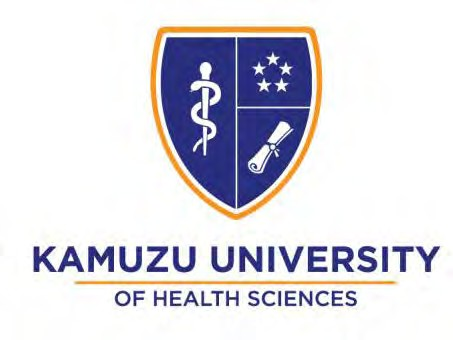 KAMUZU UNIVERSITY
OF HEALTH SCIENCES